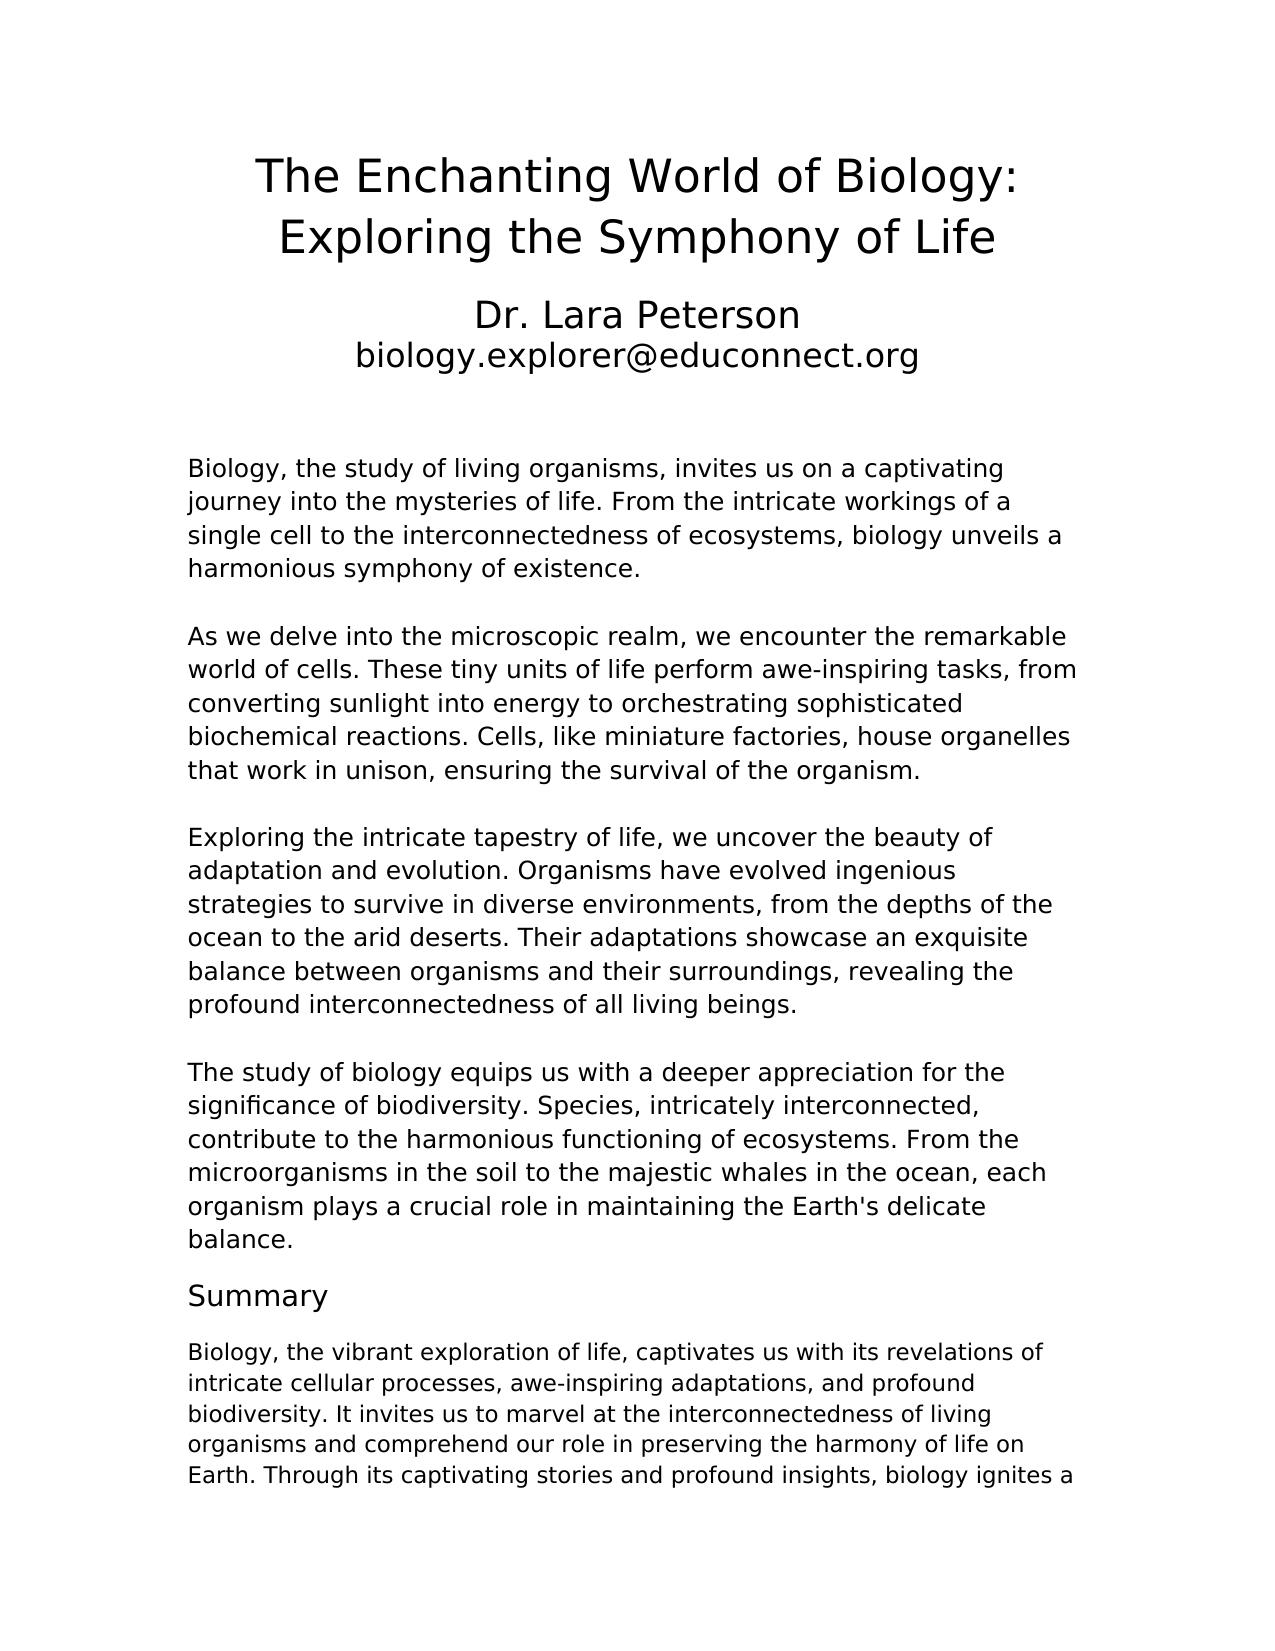 The Enchanting World of Biology:
Exploring the Symphony of Life
Dr. Lara Peterson
biology.explorer@educonnect.org
Biology, the study of living organisms, invites us on a captivating
journey into the mysteries of life. From the intricate workings of a
single cell to the interconnectedness of ecosystems, biology unveils a
harmonious symphony of existence.
As we delve into the microscopic realm, we encounter the remarkable
world of cells. These tiny units of life perform awe-inspiring tasks, from
converting sunlight into energy to orchestrating sophisticated
biochemical reactions. Cells, like miniature factories, house organelles
that work in unison, ensuring the survival of the organism.
Exploring the intricate tapestry of life, we uncover the beauty of
adaptation and evolution. Organisms have evolved ingenious
strategies to survive in diverse environments, from the depths of the
ocean to the arid deserts. Their adaptations showcase an exquisite
balance between organisms and their surroundings, revealing the
profound interconnectedness of all living beings.
The study of biology equips us with a deeper appreciation for the
significance of biodiversity. Species, intricately interconnected,
contribute to the harmonious functioning of ecosystems. From the
microorganisms in the soil to the majestic whales in the ocean, each
organism plays a crucial role in maintaining the Earth's delicate
balance.
Summary
Biology, the vibrant exploration of life, captivates us with its revelations of
intricate cellular processes, awe-inspiring adaptations, and profound
biodiversity. It invites us to marvel at the interconnectedness of living
organisms and comprehend our role in preserving the harmony of life on
Earth. Through its captivating stories and profound insights, biology ignites a